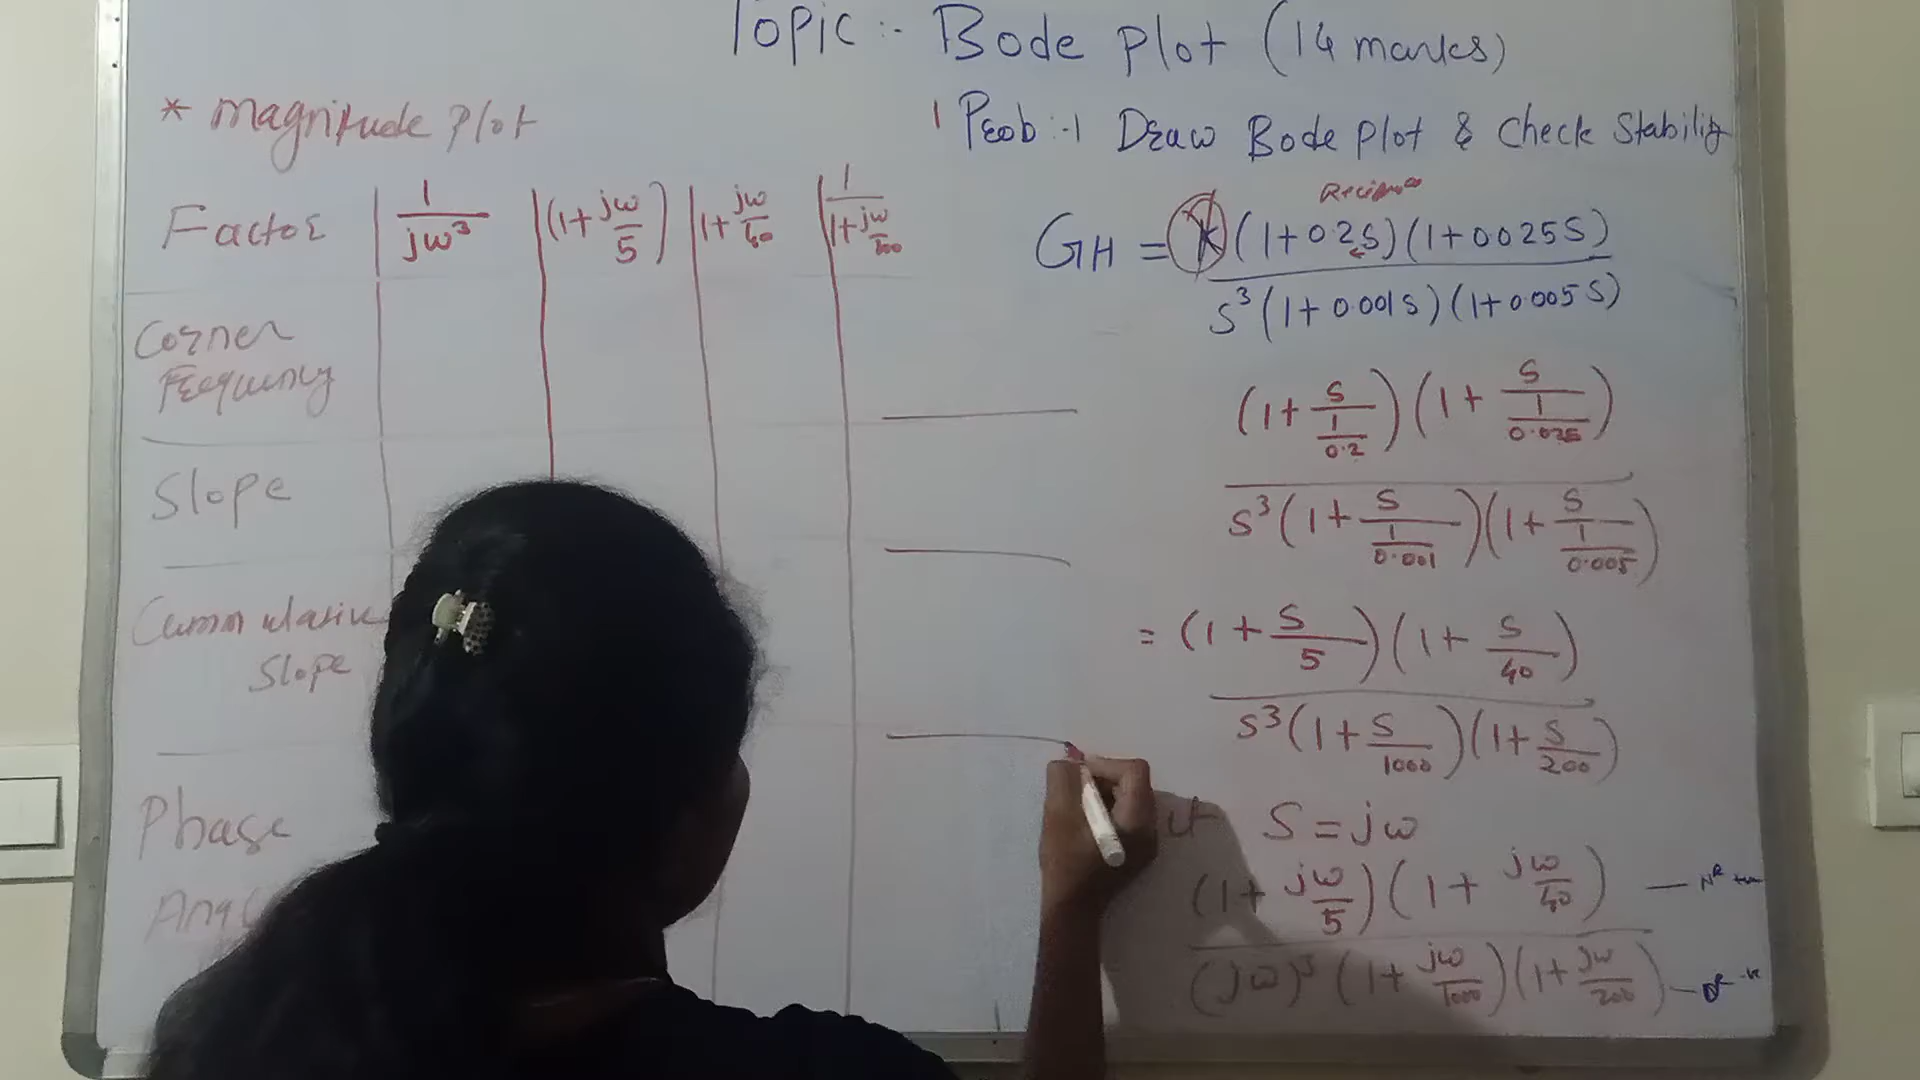 Topic :- Bode Plot (14 marks)
* Magnitude Plot
1 Prob :-1 Draw Bode Plot & Check Stability
Factor | 1/jω³ | (1+jω/5) | 1+jω/40 | 1/(1+jω/200)
GH = K(1+0.2S)(1+0.025S)
S³(1+0.001S)(1+0.005S)
Corner
Frequency
(1+S/(1/0.2))(1+S/(1/0.025))
Slope
S³(1+S/(1/0.001))(1+S/(1/0.005))
Cummulative
Slope
= (1+S/5)(1+S/40)
S³(1+S/1000)(1+S/200)
Phase
S=jω
(1+jω/5)(1+jω/40)
(jω)³(1+jω/1000)(1+jω/200)